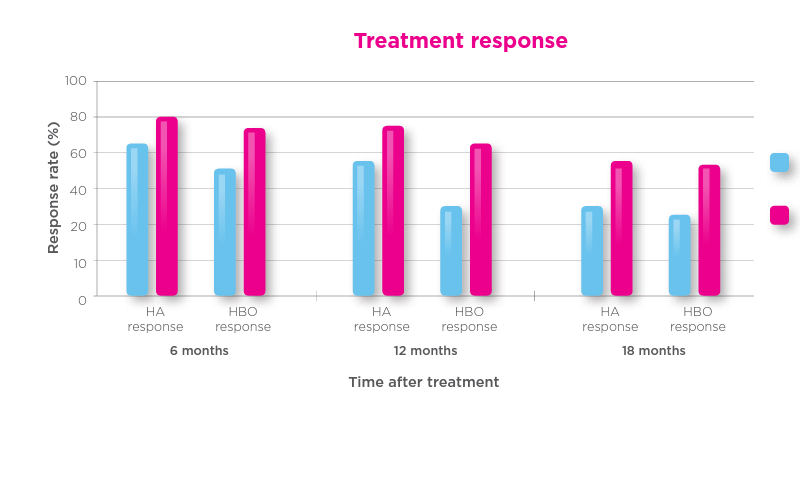 Treatment response
Response rate (%)
100
80
60
40
20
10
0
HA response
HBO response
HA response
HBO response
HA response
HBO response
6 months
12 months
18 months
Time after treatment